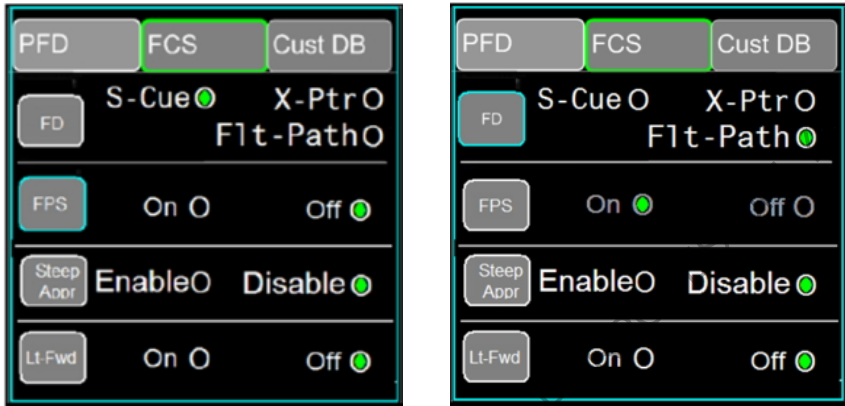 PFD FCS Cust DB
S-Cue X-Ptr
FD
Flt-Path
FPS On Off
Steep Appr Enable Disable
Lt-Fwd On Off
PFD FCS Cust DB
S-Cue X-Ptr
FD
Flt-Path
FPS On Off
Steep Appr Enable Disable
Lt-Fwd On Off